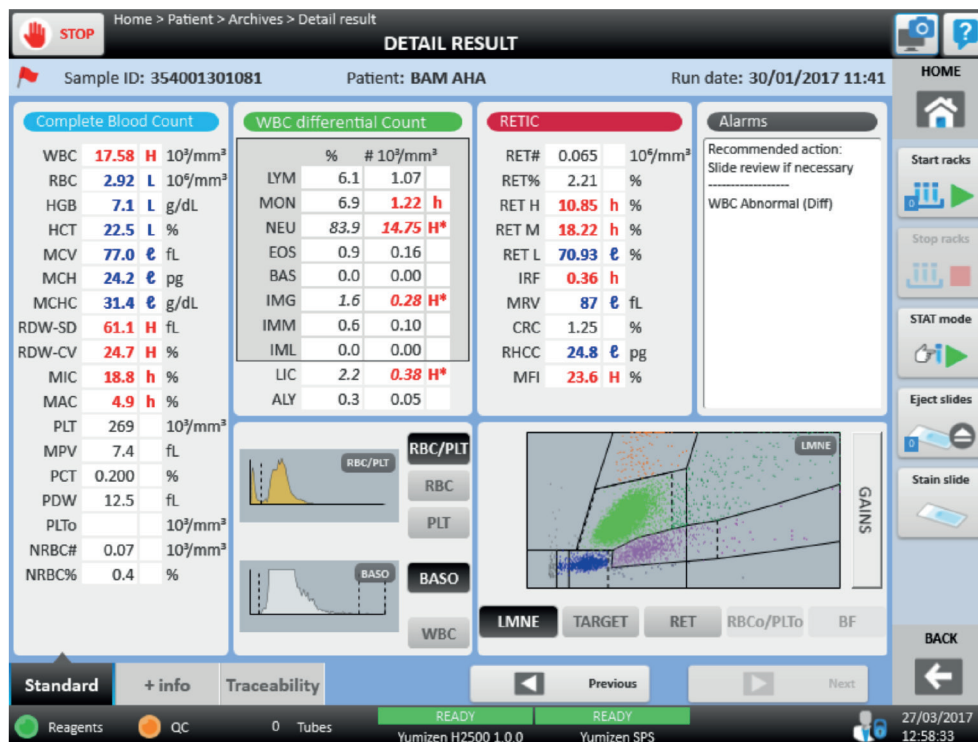 STOP
Home > Patient > Archives > Detail result
DETAIL RESULT
?
Sample ID: 354001301081 Patient: BAM AHA Run date: 30/01/2017 11:41
HOME
Complete Blood Count
WBC 17.58 H 10³/mm³
RBC 2.92 L 10⁶/mm³
HGB 7.1 L g/dL
HCT 22.5 L %
MCV 77.0 ℓ fL
MCH 24.2 ℓ pg
MCHC 31.4 ℓ g/dL
RDW-SD 61.1 H fL
RDW-CV 24.7 H %
MIC 18.8 h %
MAC 4.9 h %
PLT 269 10³/mm³
MPV 7.4 fL
PCT 0.200 %
PDW 12.5 fL
PLTo 10³/mm³
NRBC# 0.07 10³/mm³
NRBC% 0.4 %
WBC differential Count
% # 10³/mm³
LYM 6.1 1.07
MON 6.9 1.22 h
NEU 83.9 14.75 H*
EOS 0.9 0.16
BAS 0.0 0.00
IMG 1.6 0.28 H*
IMM 0.6 0.10
IML 0.0 0.00
LIC 2.2 0.38 H*
ALY 0.3 0.05
RETIC
RET# 0.065 10⁶/mm³
RET% 2.21 %
RET H 10.85 h %
RET M 18.22 h %
RET L 70.93 ℓ %
IRF 0.36 h
MRV 87 ℓ fL
CRC 1.25 %
RHCC 24.8 ℓ pg
MFI 23.6 H %
Alarms
Recommended action:
Slide review if necessary
-------------------
WBC Abnormal (Diff)
Start racks
0
Stop racks
STAT mode
Eject slides
0
Stain slide
RBC/PLT
RBC/PLT
RBC
PLT
BASO
BASO
WBC
LMNE
GAINS
LMNE TARGET RET RBCo/PLTo BF
BACK
Standard + info Traceability
Previous Next
Reagents QC 0 Tubes
READY READY
Yumizen H2500 1.0.0 Yumizen SPS
27/03/2017
12:58:33